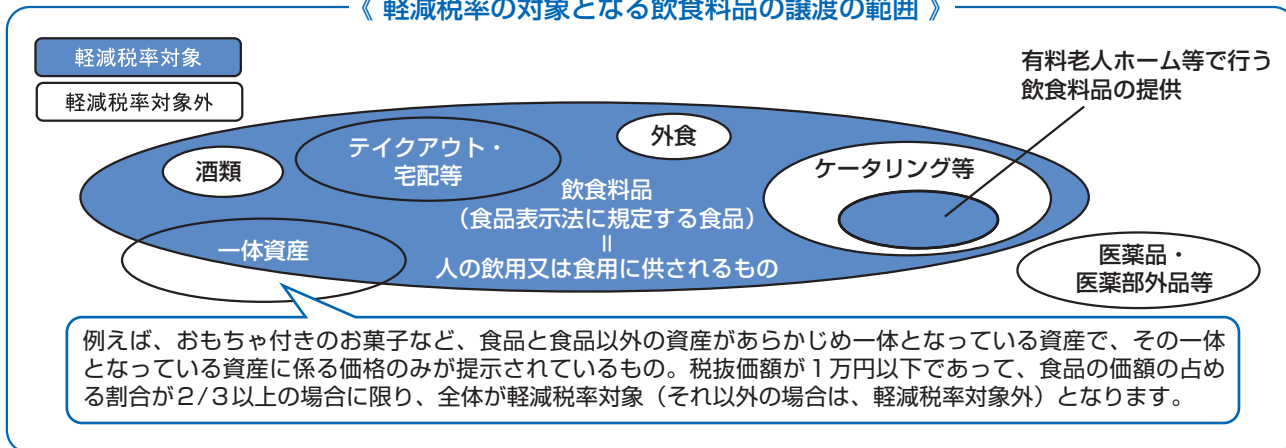 《 軽減税率の対象となる飲食料品の譲渡の範囲 》
軽減税率対象
軽減税率対象外
有料老人ホーム等で行う
飲食料品の提供
酒類
テイクアウト・
宅配等
外食
ケータリング等
飲食料品
（食品表示法に規定する食品）
＝
人の飲用又は食用に供されるもの
一体資産
医薬品・
医薬部外品等
例えば、おもちゃ付きのお菓子など、食品と食品以外の資産があらかじめ一体となっている資産で、その一体
となっている資産に係る価格のみが提示されているもの。税抜価額が１万円以下であって、食品の価額の占め
る割合が２/３以上の場合に限り、全体が軽減税率対象（それ以外の場合は、軽減税率対象外）となります。